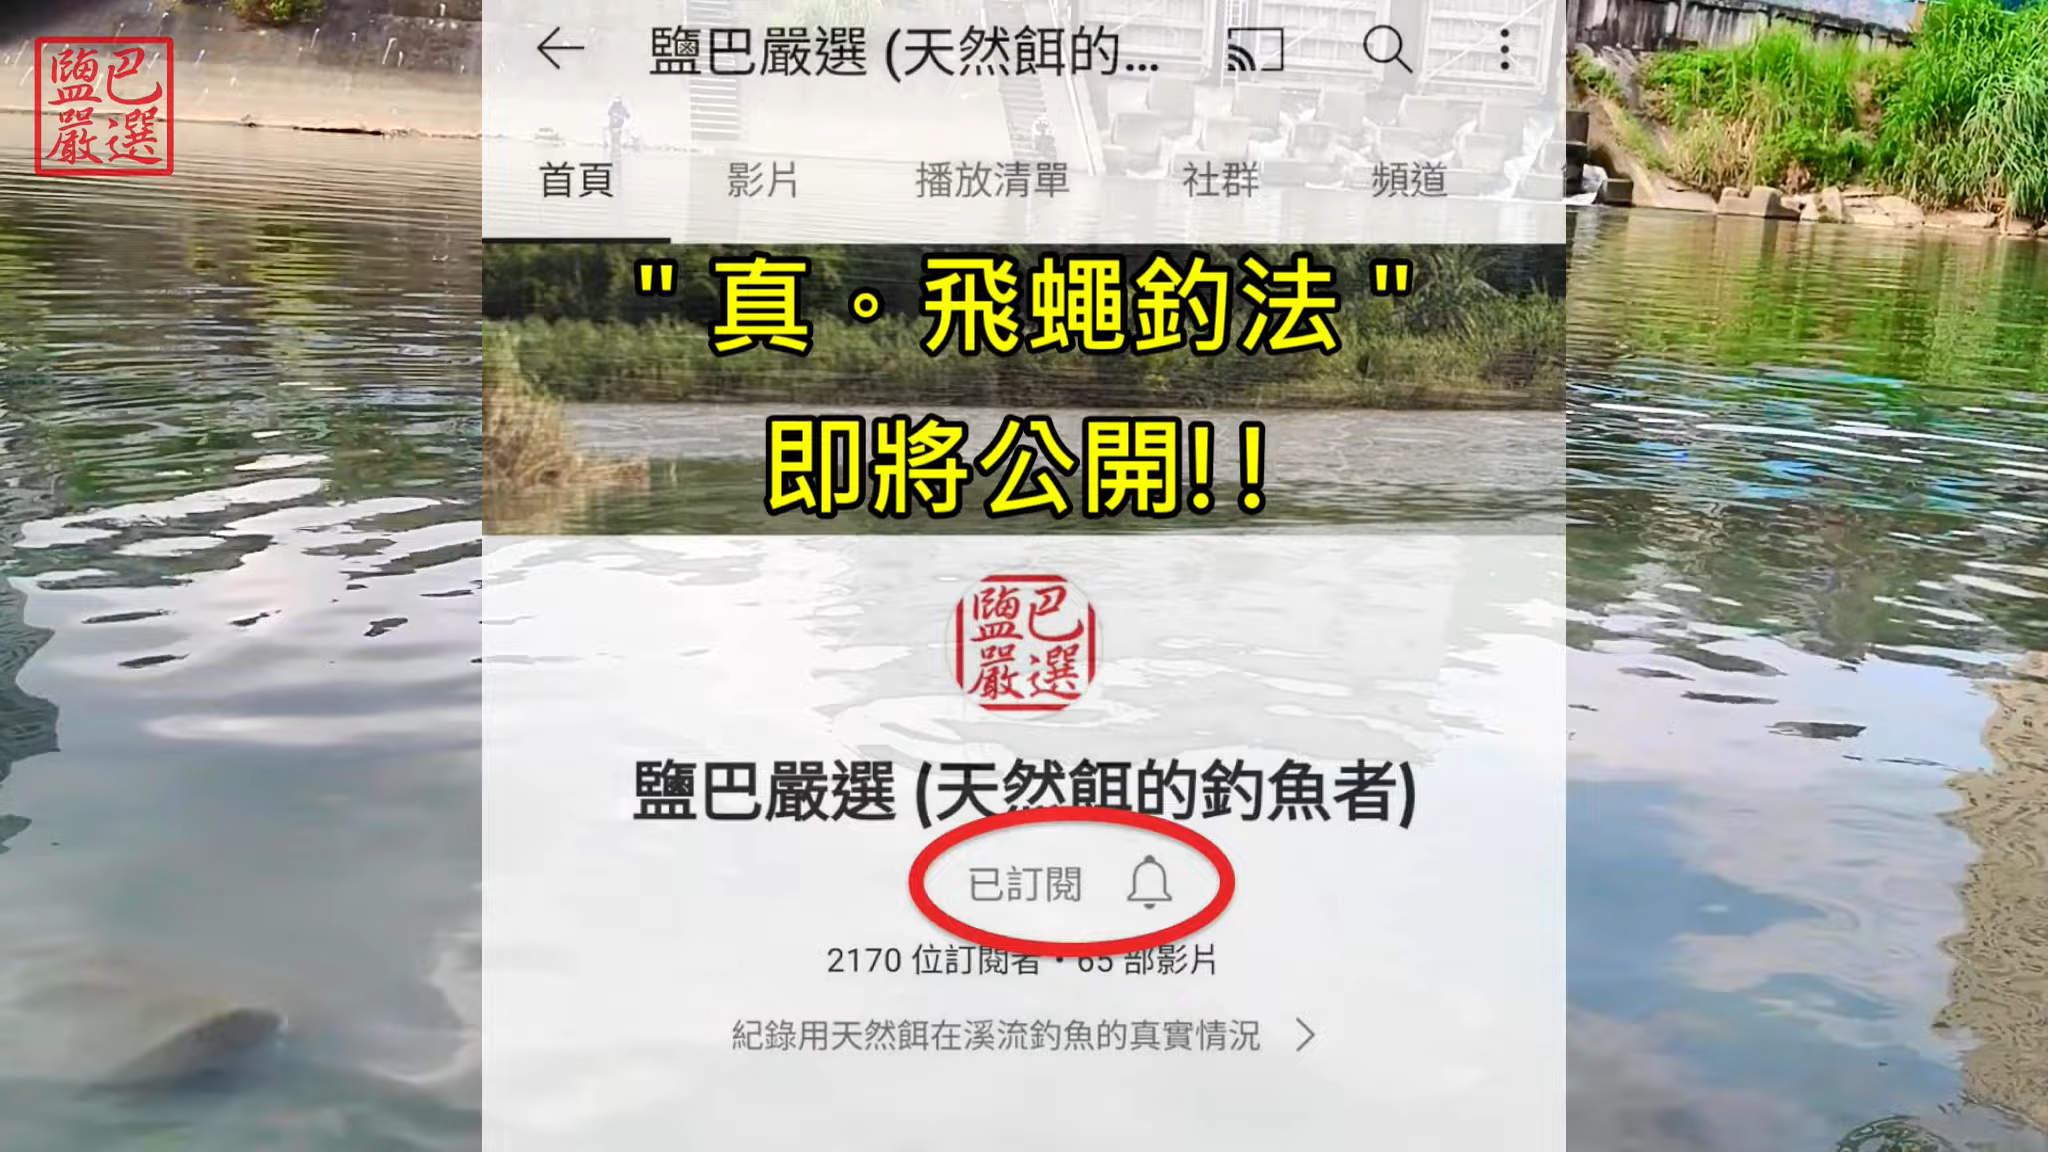 鹽巴
嚴選
鹽巴嚴選 (天然餌的...
首頁 影片 播放清單 社群 頻道
"真。飛蠅釣法"
即將公開!!
鹽巴
嚴選
鹽巴嚴選 (天然餌的釣魚者)
已訂閱
2170 位訂閱者・65 部影片
紀錄用天然餌在溪流釣魚的真實情況